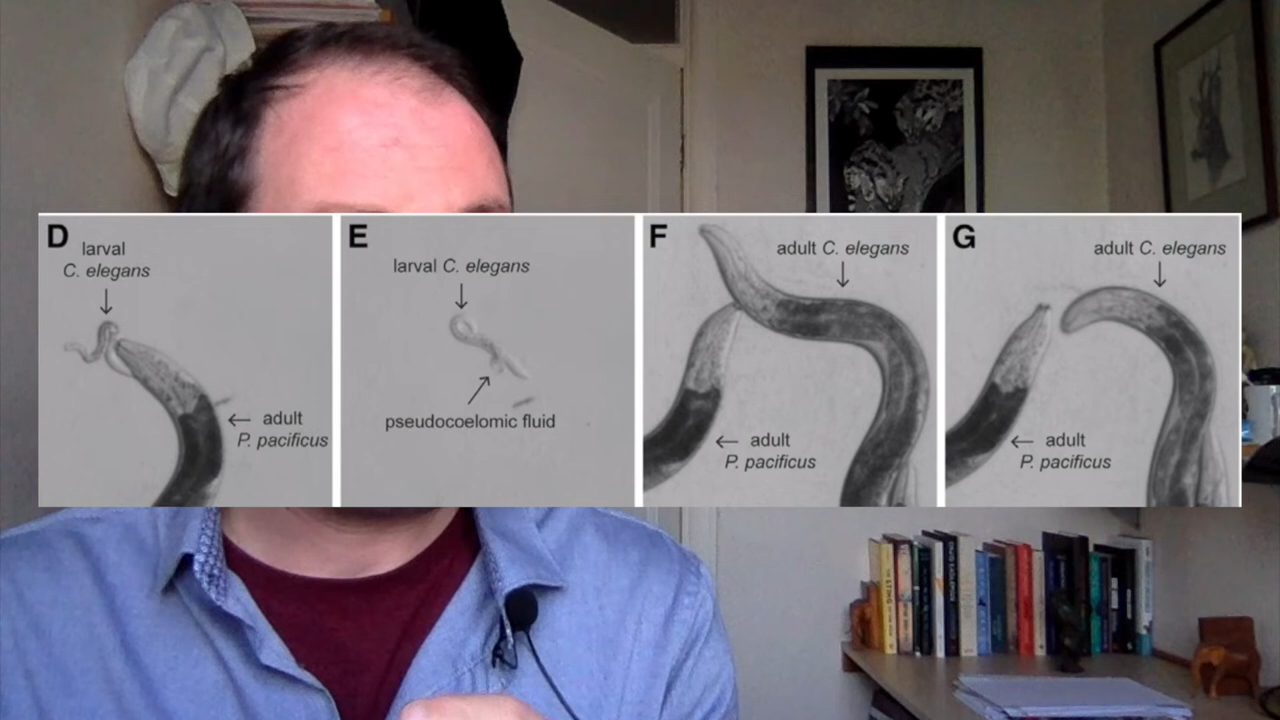 D
larval
C. elegans
adult
P. pacificus
E
larval C. elegans
pseudocoelomic fluid
F
adult C. elegans
adult
P. pacificus
G
adult C. elegans
adult
P. pacificus